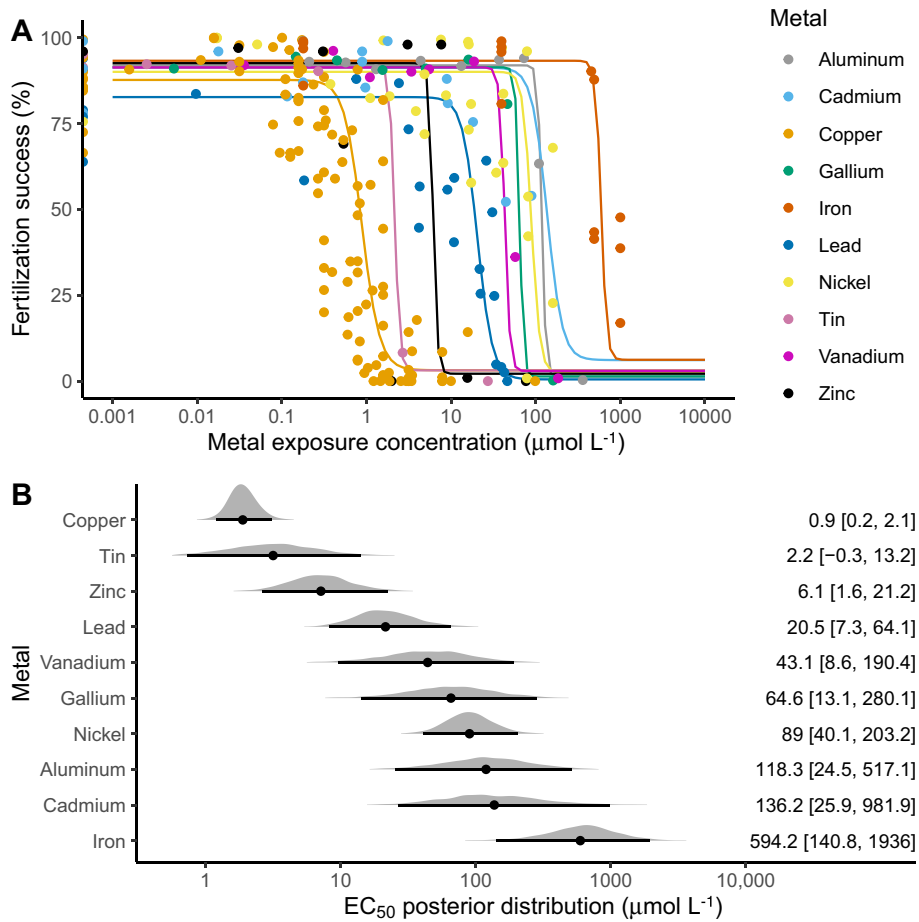 A
Fertilization success (%)
100
75
50
25
0
0.001 0.01 0.1 1 10 100 1000 10000
Metal exposure concentration (μmol L⁻¹)
Metal
Aluminum
Cadmium
Copper
Gallium
Iron
Lead
Nickel
Tin
Vanadium
Zinc
B
Metal
Copper 0.9 [0.2, 2.1]
Tin 2.2 [−0.3, 13.2]
Zinc 6.1 [1.6, 21.2]
Lead 20.5 [7.3, 64.1]
Vanadium 43.1 [8.6, 190.4]
Gallium 64.6 [13.1, 280.1]
Nickel 89 [40.1, 203.2]
Aluminum 118.3 [24.5, 517.1]
Cadmium 136.2 [25.9, 981.9]
Iron 594.2 [140.8, 1936]
1 10 100 1000 10,000
EC₅₀ posterior distribution (μmol L⁻¹)